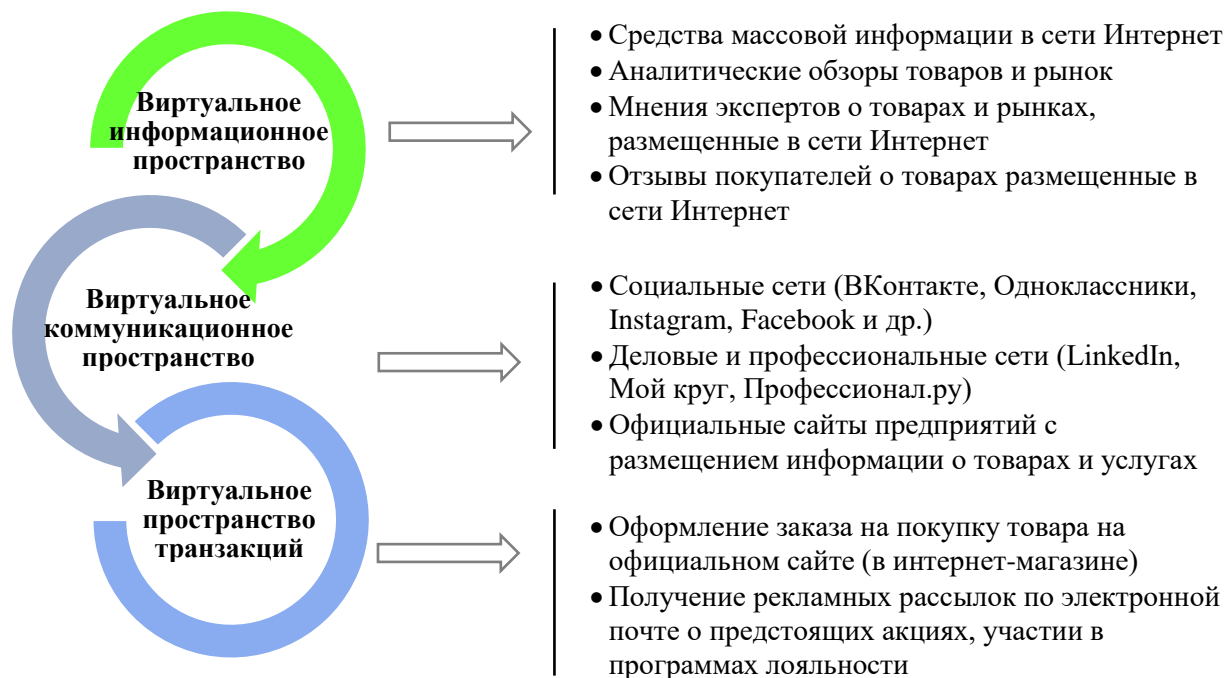 Виртуальное
информационное
пространство
• Средства массовой информации в сети Интернет
• Аналитические обзоры товаров и рынок
• Мнения экспертов о товарах и рынках,
размещенные в сети Интернет
• Отзывы покупателей о товарах размещенные в
сети Интернет
Виртуальное
коммуникационное
пространство
• Социальные сети (ВКонтакте, Одноклассники,
Instagram, Facebook и др.)
• Деловые и профессиональные сети (LinkedIn,
Мой круг, Профессионал.ру)
• Официальные сайты предприятий с
размещением информации о товарах и услугах
Виртуальное
пространство
транзакций
• Оформление заказа на покупку товара на
официальном сайте (в интернет-магазине)
• Получение рекламных рассылок по электронной
почте о предстоящих акциях, участии в
программах лояльности